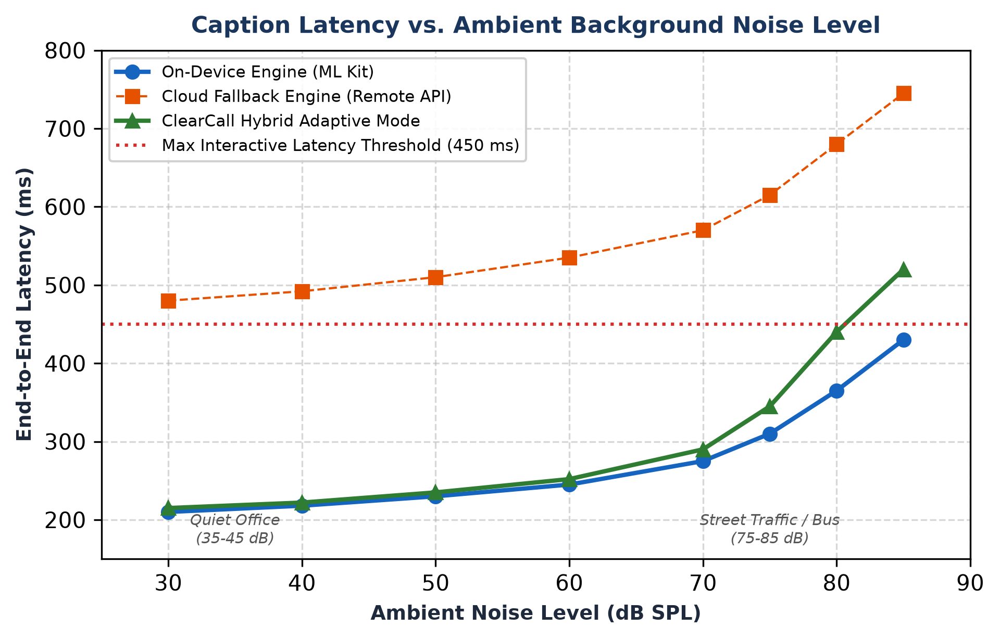 Caption Latency vs. Ambient Background Noise Level
800
700
600
500
400
300
200
End-to-End Latency (ms)
On-Device Engine (ML Kit)
Cloud Fallback Engine (Remote API)
ClearCall Hybrid Adaptive Mode
Max Interactive Latency Threshold (450 ms)
Quiet Office
(35-45 dB)
Street Traffic / Bus
(75-85 dB)
30 40 50 60 70 80 90
Ambient Noise Level (dB SPL)